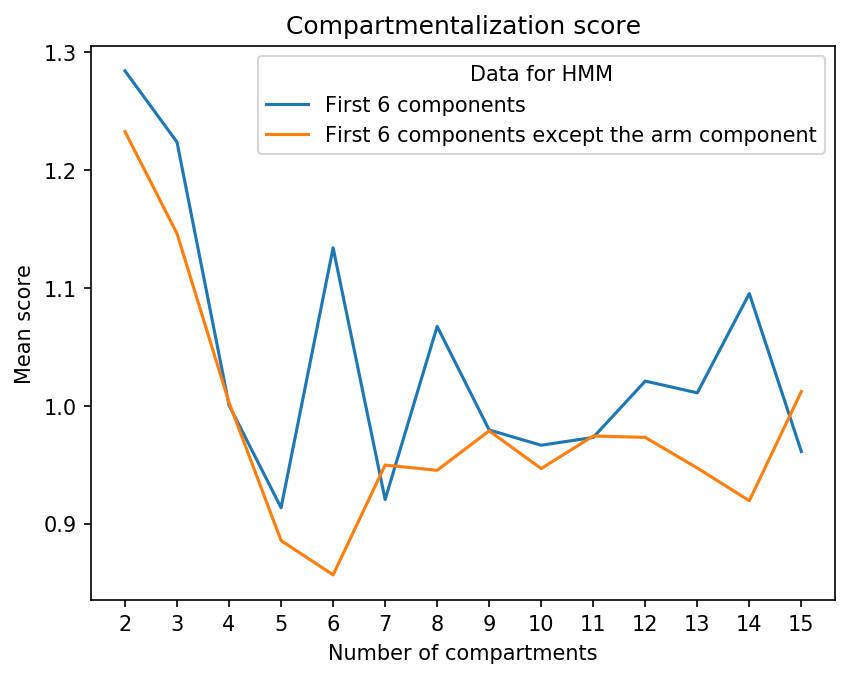 Compartmentalization score
Data for HMM
First 6 components
First 6 components except the arm component
Mean score
1.3
1.2
1.1
1.0
0.9
2 3 4 5 6 7 8 9 10 11 12 13 14 15
Number of compartments